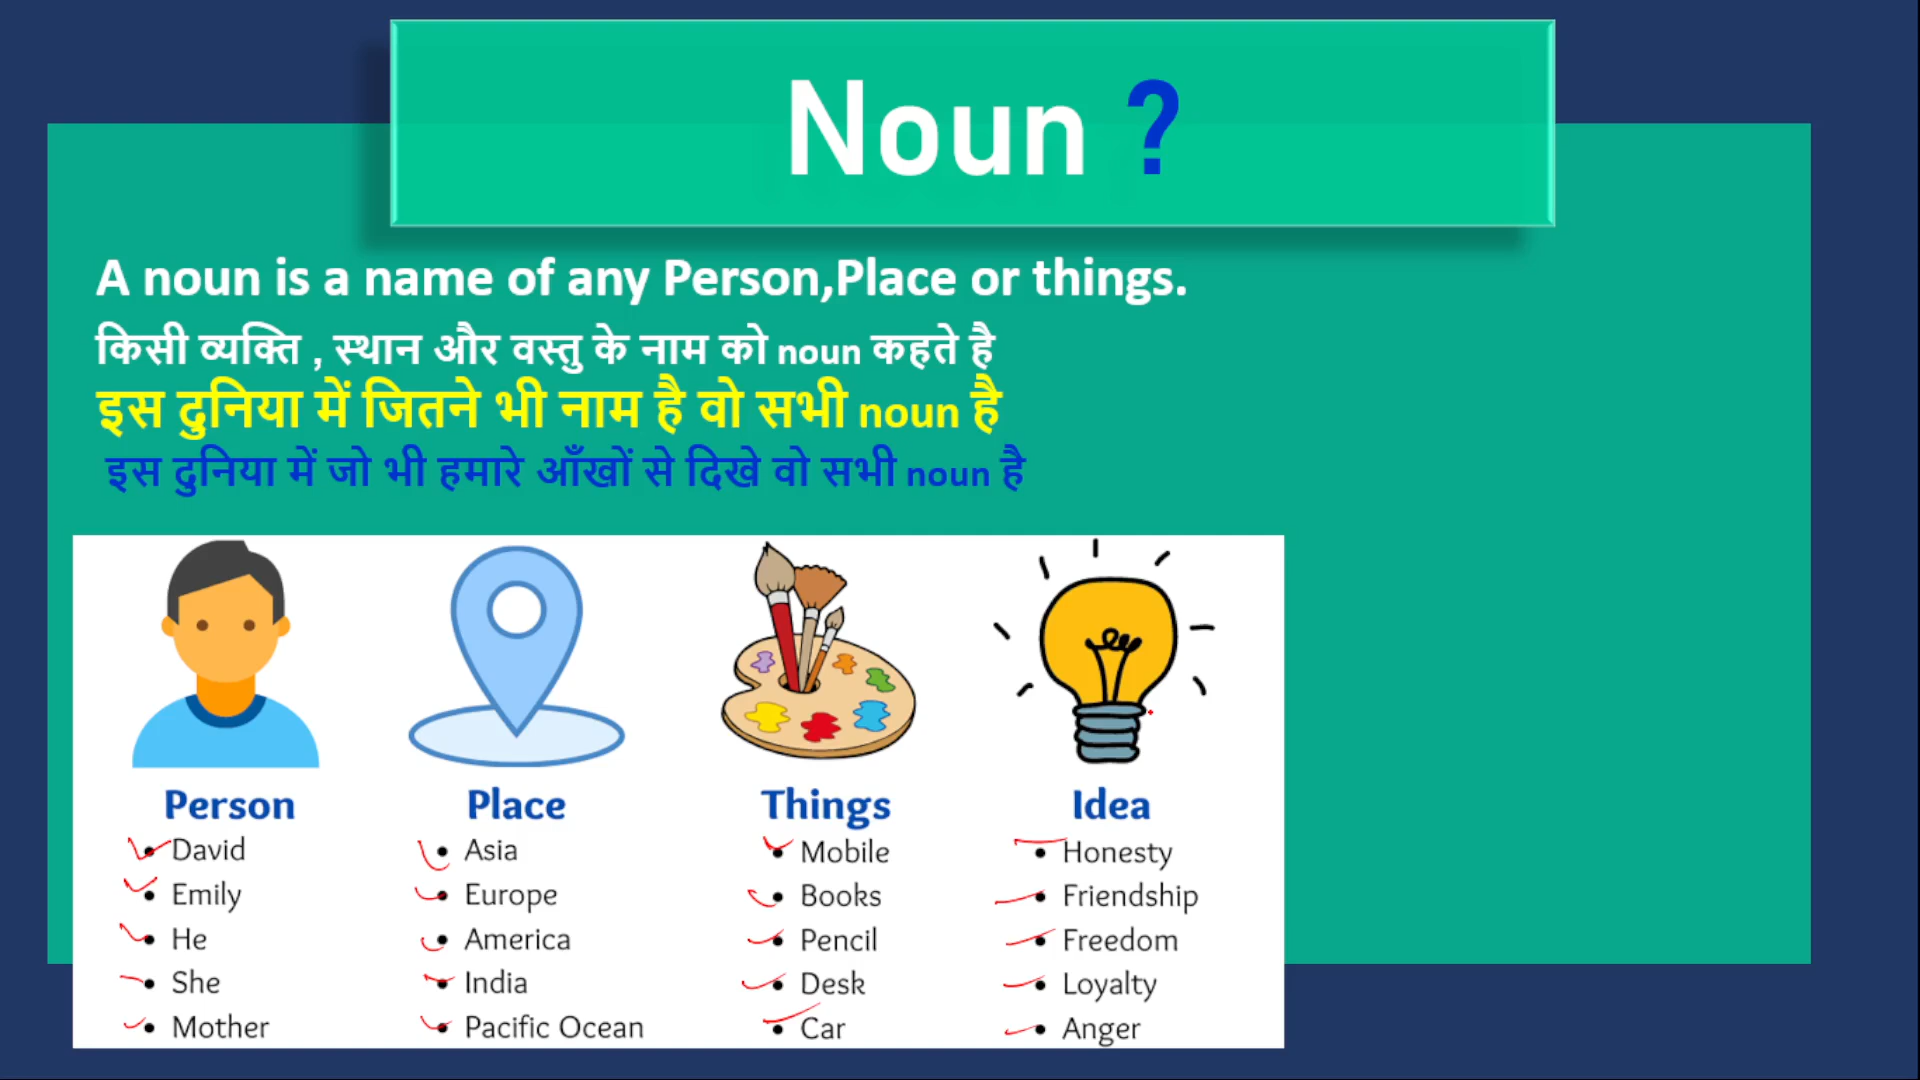 Noun ?
A noun is a name of any Person,Place or things.
किसी व्यक्ति , स्थान और वस्तु के नाम को noun कहते है
इस दुनिया में जितने भी नाम है वो सभी noun है
इस दुनिया में जो भी हमारे आँखों से दिखे वो सभी noun है
Person
• David
• Emily
• He
• She
• Mother
Place
• Asia
• Europe
• America
• India
• Pacific Ocean
Things
• Mobile
• Books
• Pencil
• Desk
• Car
Idea
• Honesty
• Friendship
• Freedom
• Loyalty
• Anger